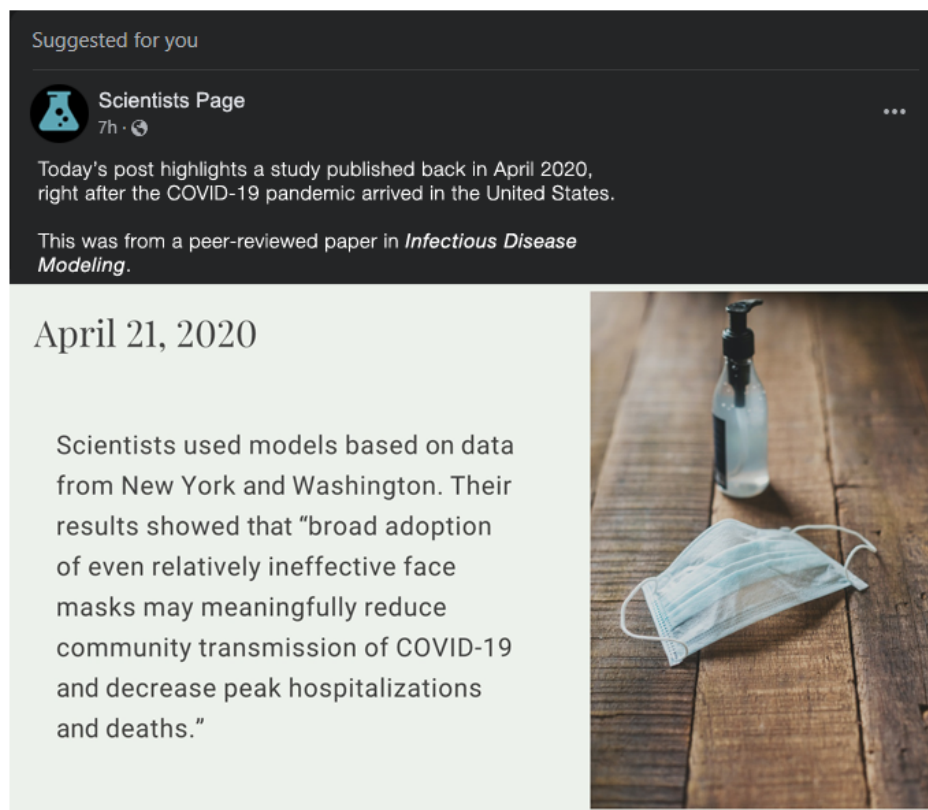 Suggested for you
Scientists Page
7h ·
Today's post highlights a study published back in April 2020,
right after the COVID-19 pandemic arrived in the United States.
This was from a peer-reviewed paper in Infectious Disease
Modeling.
April 21, 2020
Scientists used models based on data
from New York and Washington. Their
results showed that “broad adoption
of even relatively ineffective face
masks may meaningfully reduce
community transmission of COVID-19
and decrease peak hospitalizations
and deaths.”